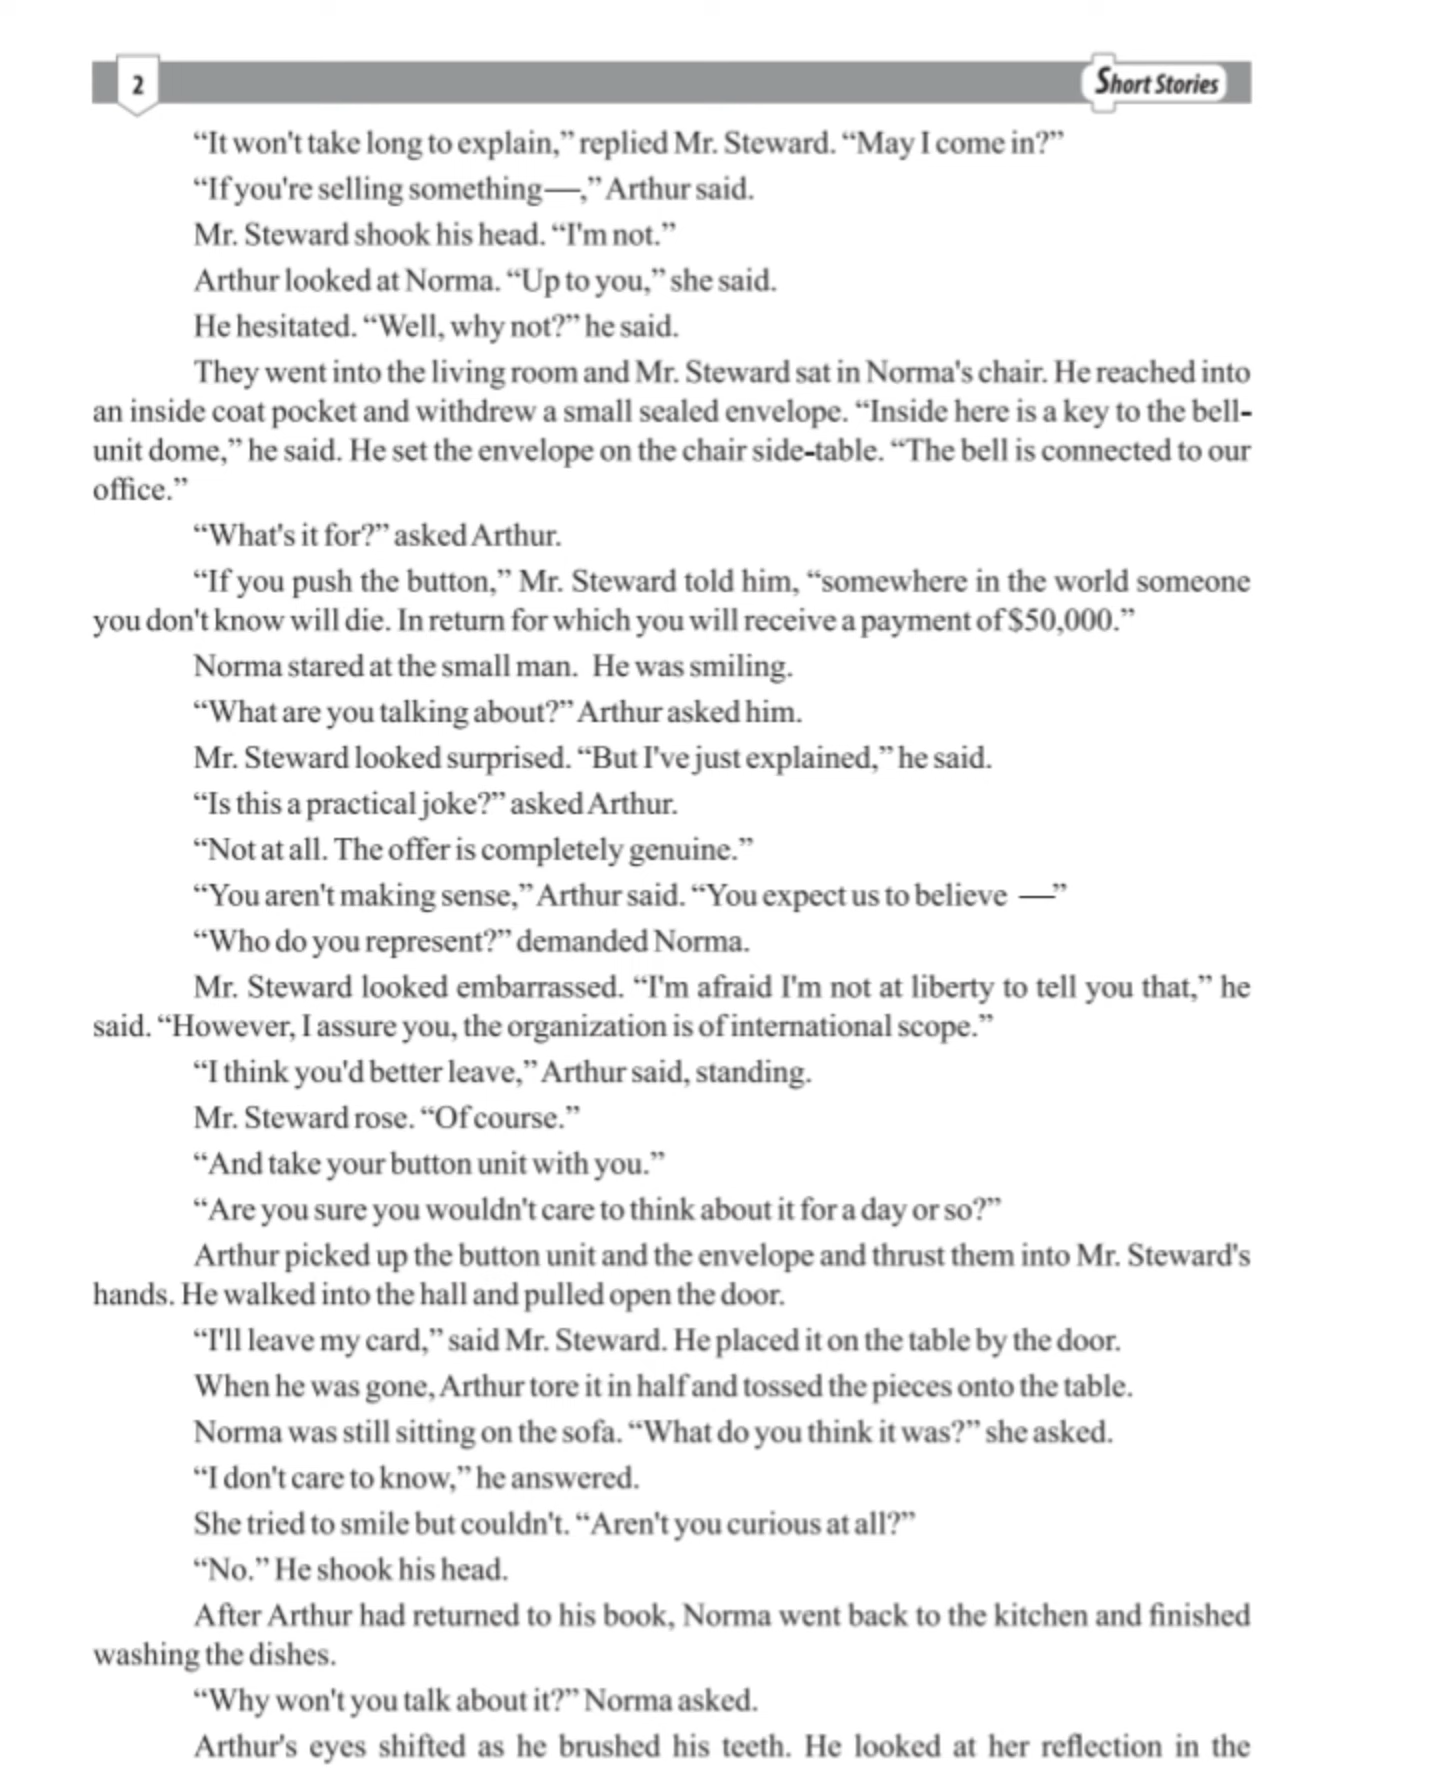 2
Short Stories
“It won't take long to explain,” replied Mr. Steward. “May I come in?”
“If you're selling something—,” Arthur said.
Mr. Steward shook his head. “I'm not.”
Arthur looked at Norma. “Up to you,” she said.
He hesitated. “Well, why not?” he said.
They went into the living room and Mr. Steward sat in Norma's chair. He reached into
an inside coat pocket and withdrew a small sealed envelope. “Inside here is a key to the bell-
unit dome,” he said. He set the envelope on the chair side-table. “The bell is connected to our
office.”
“What's it for?” asked Arthur.
“If you push the button,” Mr. Steward told him, “somewhere in the world someone
you don't know will die. In return for which you will receive a payment of $50,000.”
Norma stared at the small man. He was smiling.
“What are you talking about?” Arthur asked him.
Mr. Steward looked surprised. “But I've just explained,” he said.
“Is this a practical joke?” asked Arthur.
“Not at all. The offer is completely genuine.”
“You aren't making sense,” Arthur said. “You expect us to believe —”
“Who do you represent?” demanded Norma.
Mr. Steward looked embarrassed. “I'm afraid I'm not at liberty to tell you that,” he
said. “However, I assure you, the organization is of international scope.”
“I think you'd better leave,” Arthur said, standing.
Mr. Steward rose. “Of course.”
“And take your button unit with you.”
“Are you sure you wouldn't care to think about it for a day or so?”
Arthur picked up the button unit and the envelope and thrust them into Mr. Steward's
hands. He walked into the hall and pulled open the door.
“I'll leave my card,” said Mr. Steward. He placed it on the table by the door.
When he was gone, Arthur tore it in half and tossed the pieces onto the table.
Norma was still sitting on the sofa. “What do you think it was?” she asked.
“I don't care to know,” he answered.
She tried to smile but couldn't. “Aren't you curious at all?”
“No.” He shook his head.
After Arthur had returned to his book, Norma went back to the kitchen and finished
washing the dishes.
“Why won't you talk about it?” Norma asked.
Arthur's eyes shifted as he brushed his teeth. He looked at her reflection in the